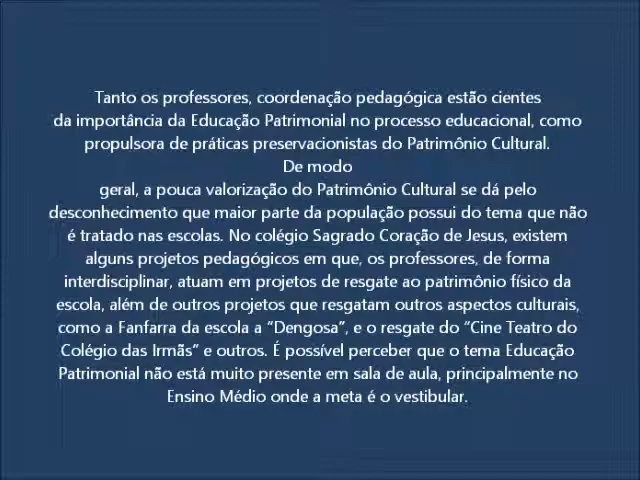 Tanto os professores, coordenação pedagógica estão cientes
da importância da Educação Patrimonial no processo educacional, como
propulsora de práticas preservacionistas do Patrimônio Cultural.
De modo
geral, a pouca valorização do Patrimônio Cultural se dá pelo
desconhecimento que maior parte da população possui do tema que não
é tratado nas escolas. No colégio Sagrado Coração de Jesus, existem
alguns projetos pedagógicos em que, os professores, de forma
interdisciplinar, atuam em projetos de resgate ao patrimônio físico da
escola, além de outros projetos que resgatam outros aspectos culturais,
como a Fanfarra da escola a “Dengosa”, e o resgate do “Cine Teatro do
Colégio das Irmãs” e outros. É possível perceber que o tema Educação
Patrimonial não está muito presente em sala de aula, principalmente no
Ensino Médio onde a meta é o vestibular.